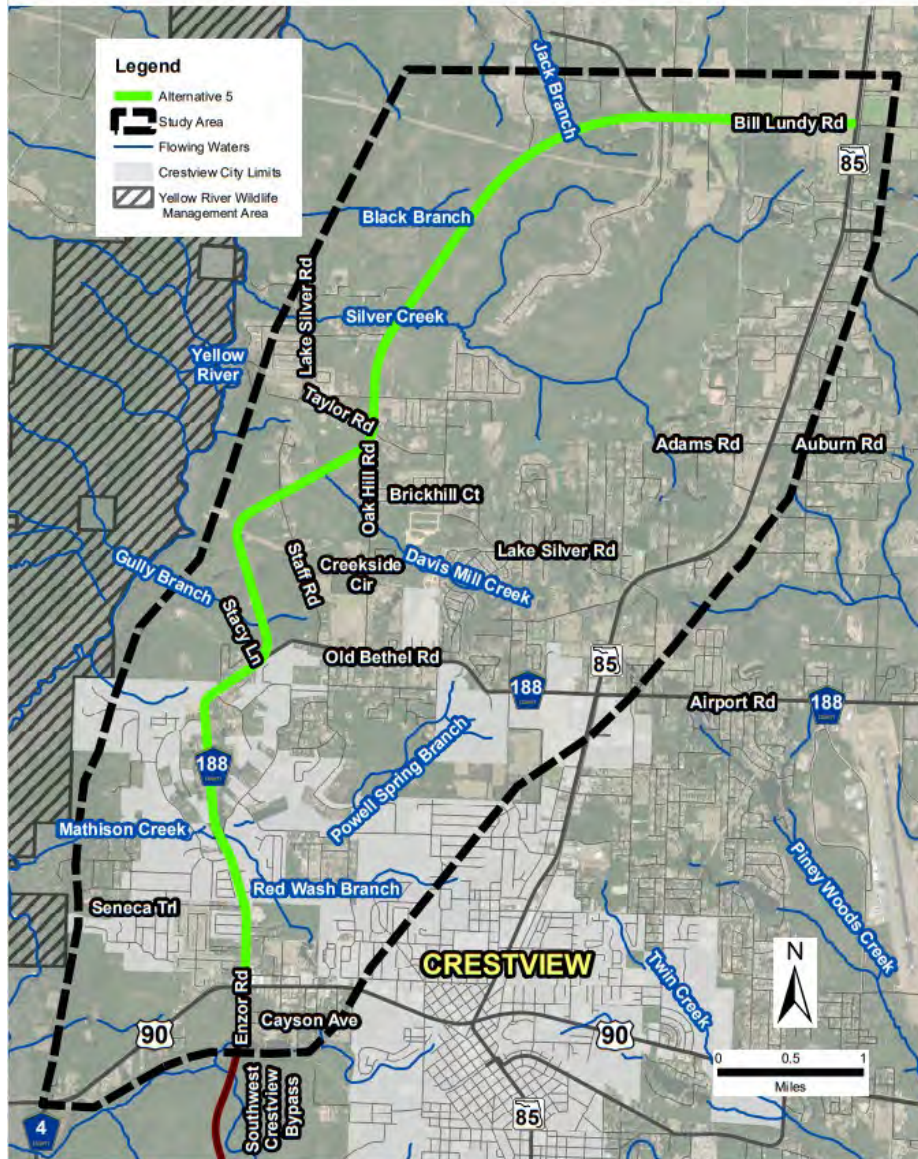 Legend
Alternative 5
Study Area
Flowing Waters
Crestview City Limits
Yellow River Wildlife
Management Area
Jack Branch
Bill Lundy Rd
85
Black Branch
Lake Silver Rd
Silver Creek
Yellow
River
Taylor Rd
Oak Hill Rd
Adams Rd
Auburn Rd
Brickhill Ct
Lake Silver Rd
Gully Branch
Staff Rd
Creekside
Cir
Davis Mill Creek
Stacy Ln
Old Bethel Rd
85
188
Airport Rd
188
188
Powell Spring Branch
Mathison Creek
Red Wash Branch
Piney Woods Creek
Seneca Trl
CRESTVIEW
Twin Creek
N
Enzor Rd
Cayson Ave
90
90
0
0.5
1
Miles
Southwest
Crestview
Bypass
85
4